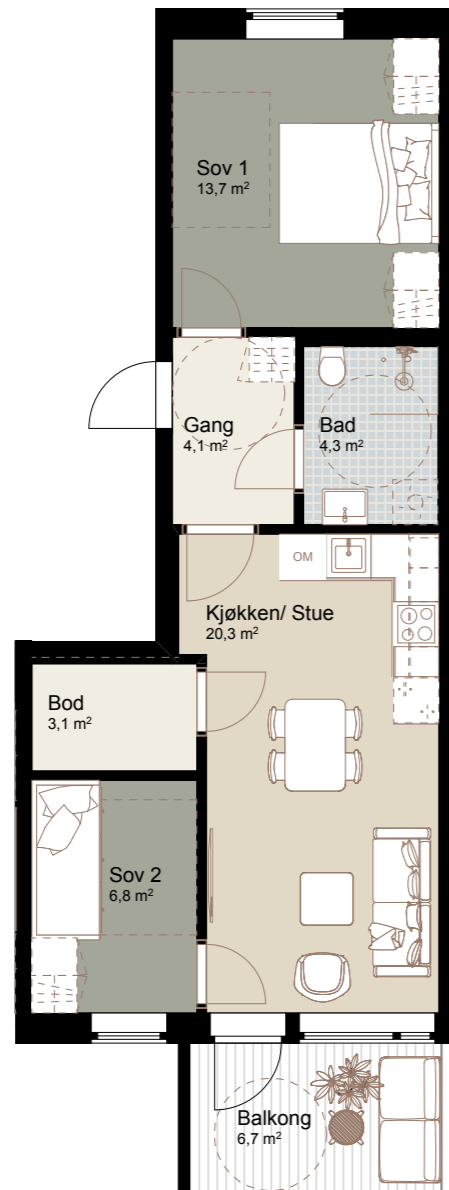 Sov 1
13,7 m²
Gang
4,1 m²
Bad
4,3 m²
OM
Kjøkken/ Stue
20,3 m²
Bod
3,1 m²
Sov 2
6,8 m²
Balkong
6,7 m²